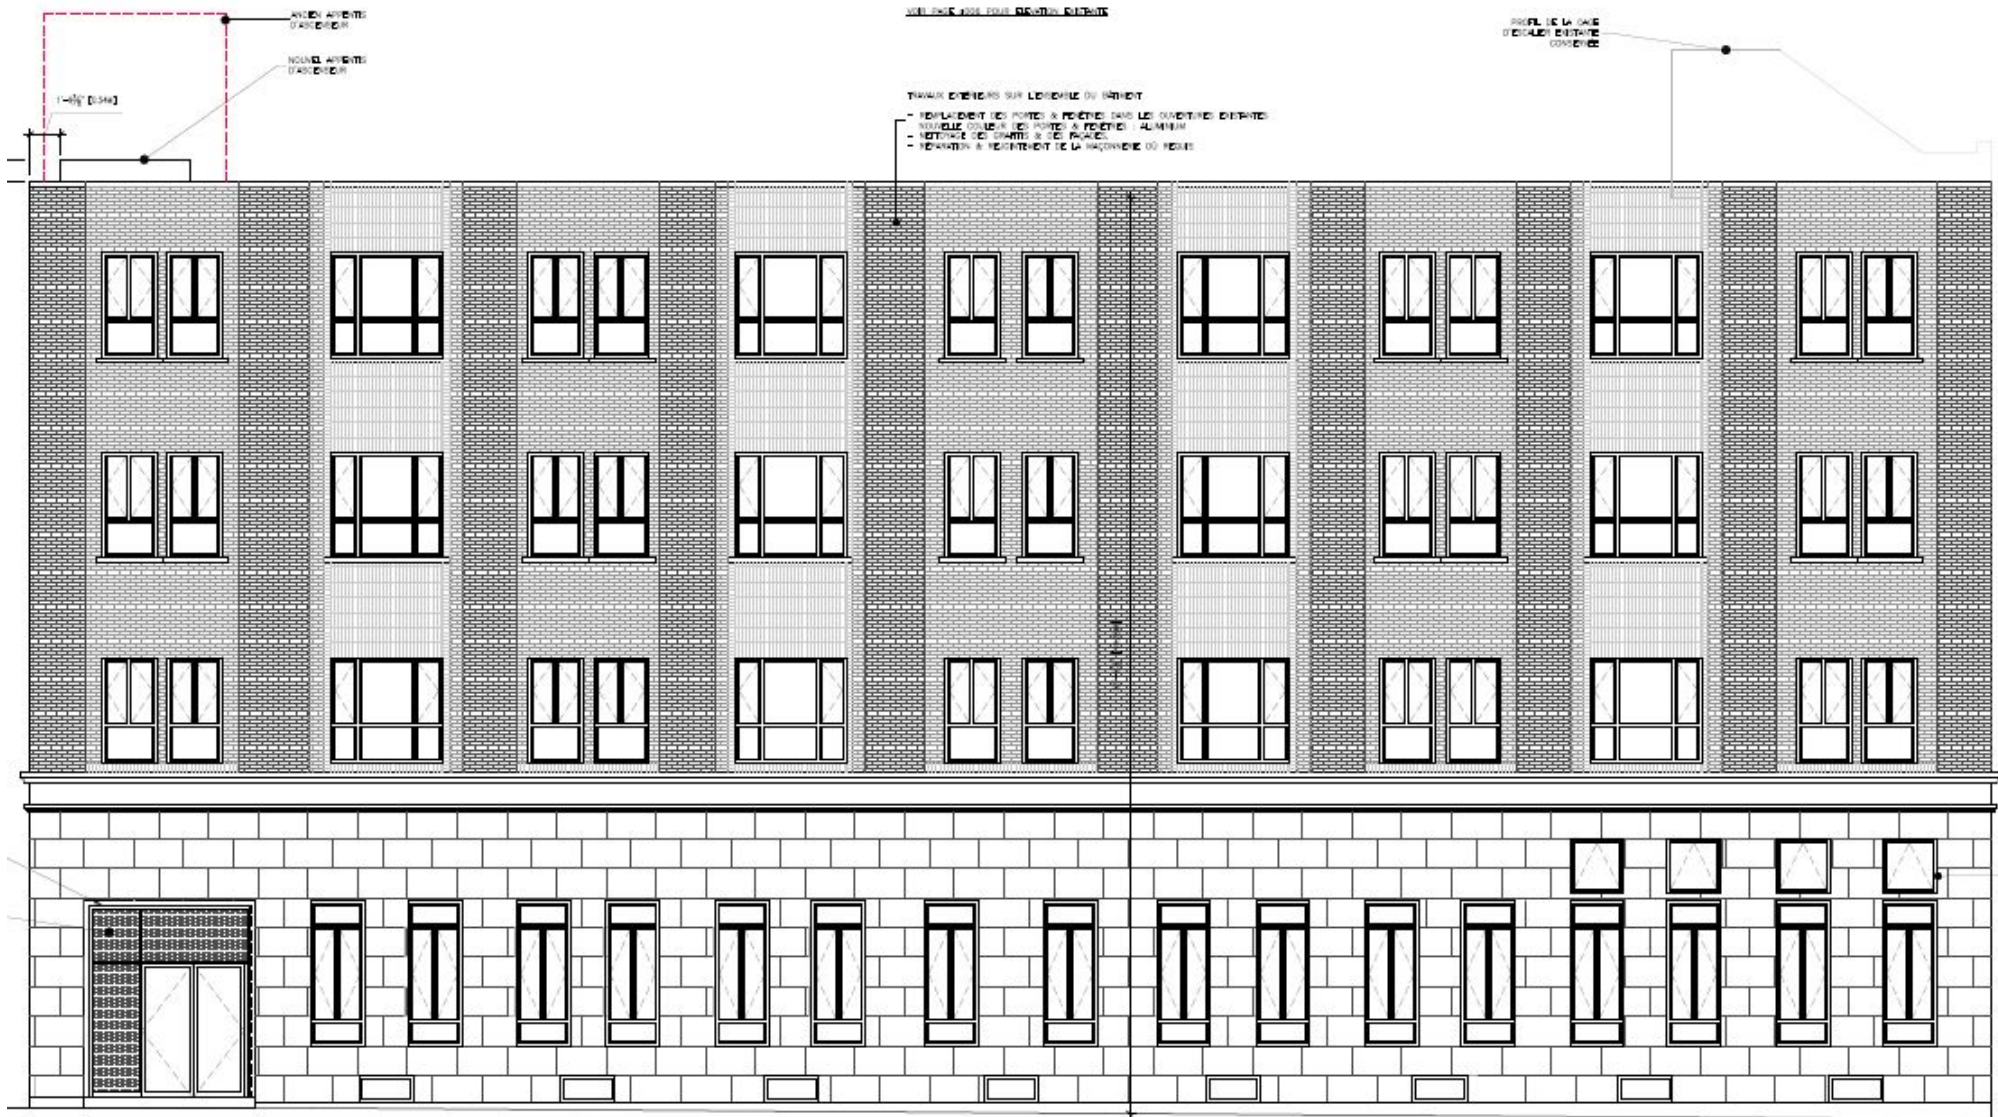 ANCIEN APPENTIS
D'ASCENSEUR
NOUVEL APPENTIS
D'ASCENSEUR
VOIR PAGE POUR ELEVATION EXISTANTE
PROFIL DE LA CAGE
D'ESCALIER EXISTANTE
CONSERVÉE
TRAVAUX EXTÉRIEURS SUR L'ENSEMBLE DU BÂTIMENT
- REMPLACEMENT DES PORTES & FENÊTRES DANS LES OUVERTURES EXISTANTES
NOUVELLE COULEUR DES PORTES & FENÊTRES : ALUMINIUM
- NETTOYAGE DES GRAFITIS & DES FAÇADES.
- RÉPARATION & REJOINTEMENT DE LA MAÇONNERIE OÙ REQUIS